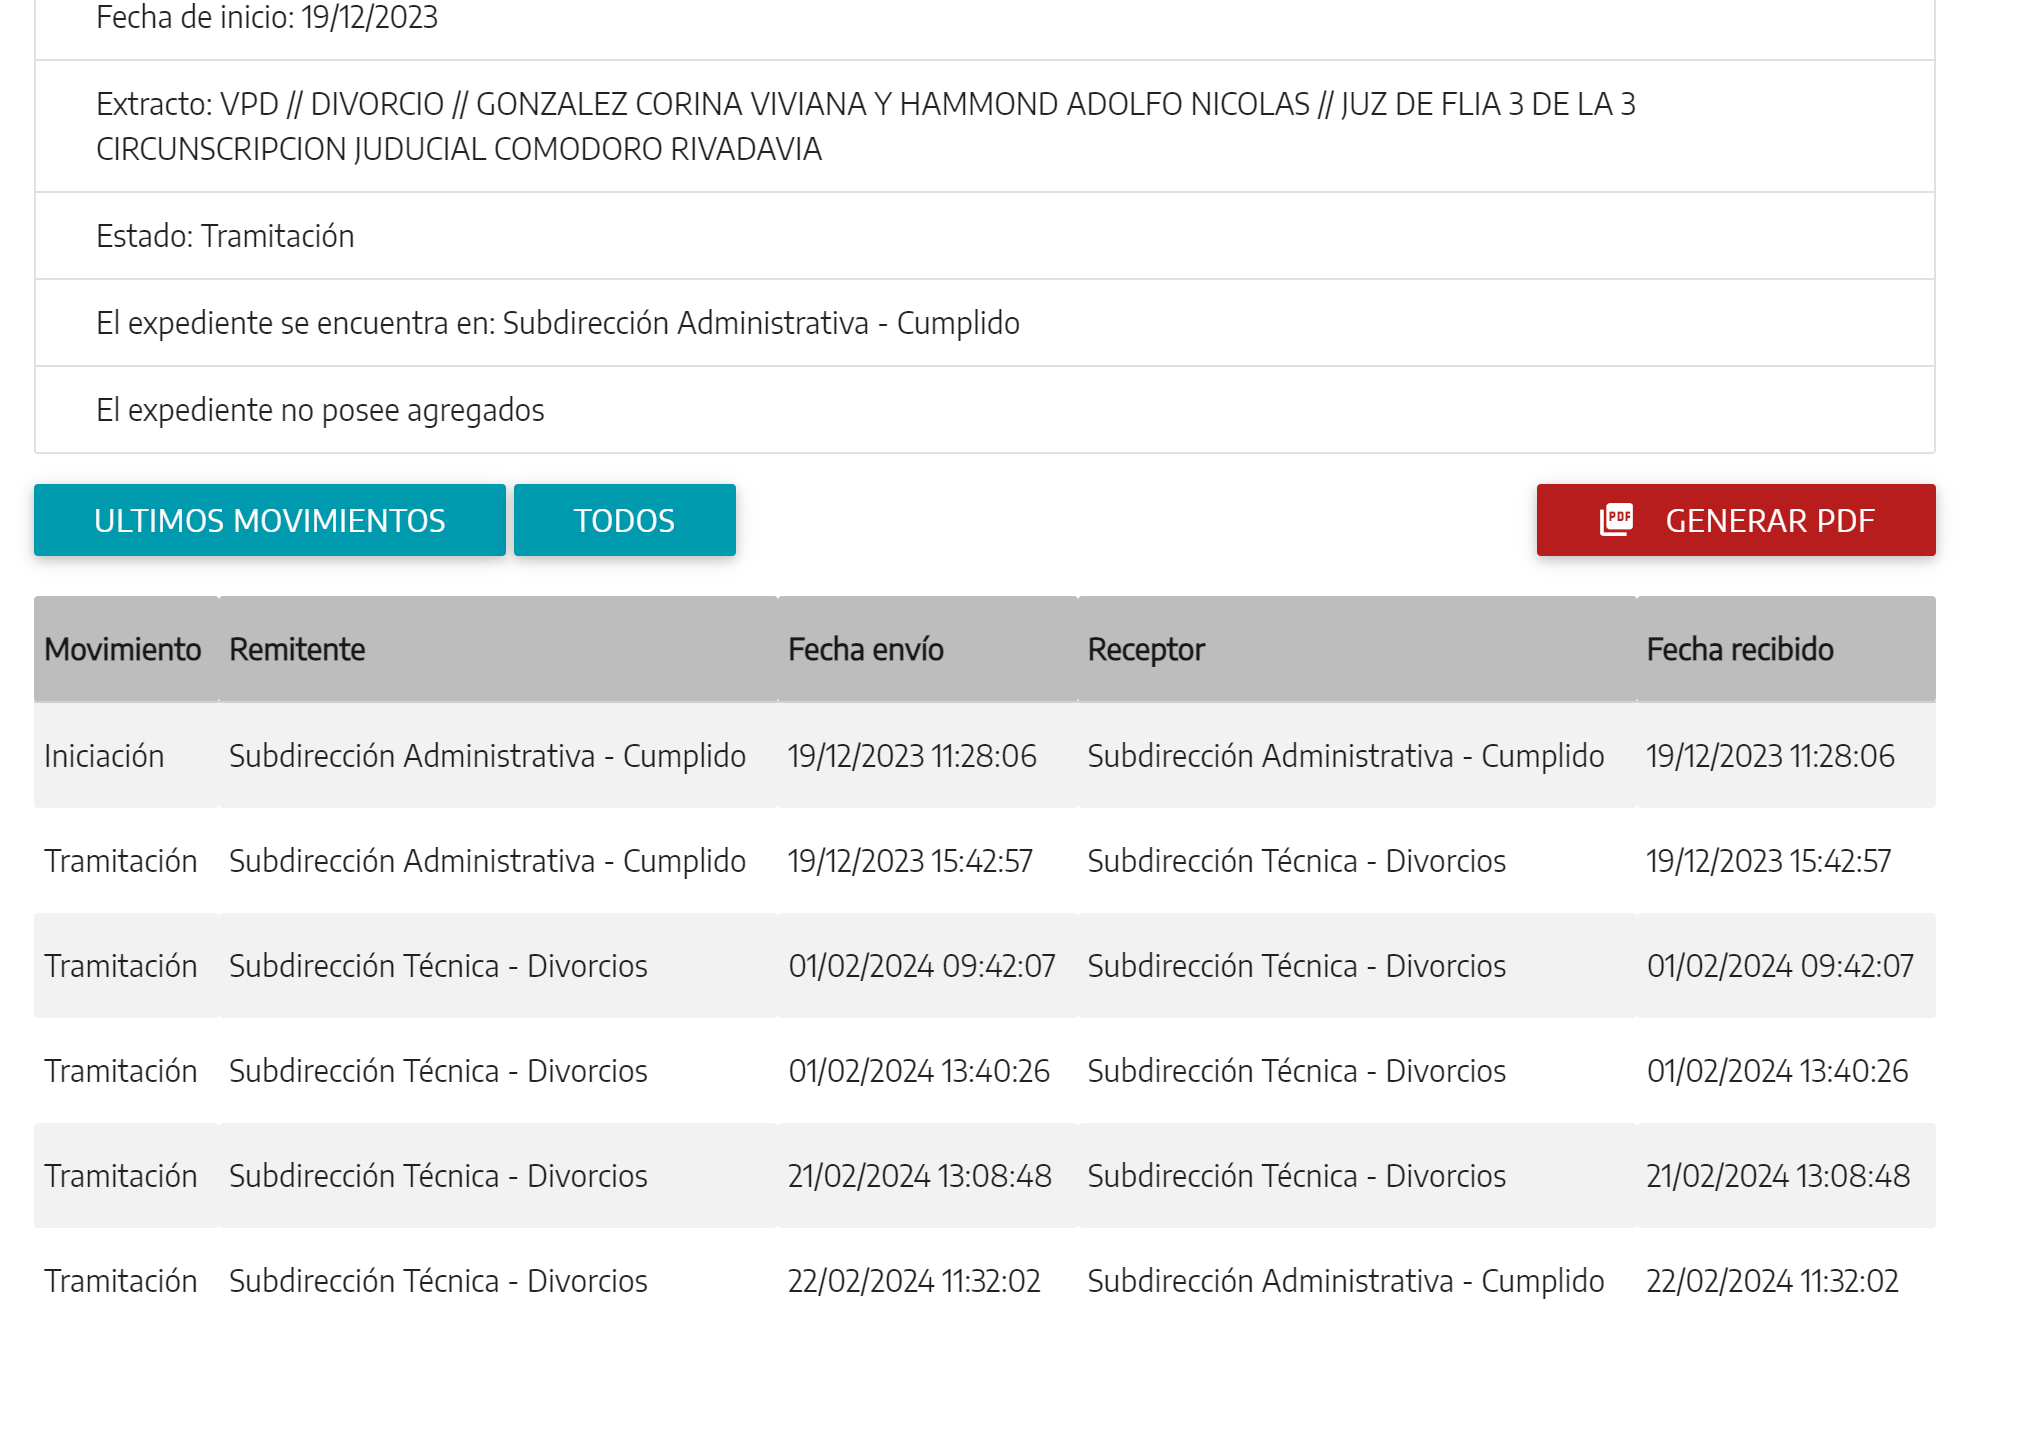 Fecha de inicio: 19/12/2023
Extracto: VPD // DIVORCIO // GONZALEZ CORINA VIVIANA Y HAMMOND ADOLFO NICOLAS // JUZ DE FLIA 3 DE LA 3
CIRCUNSCRIPCION JUDUCIAL COMODORO RIVADAVIA
Estado: Tramitación
El expediente se encuentra en: Subdirección Administrativa - Cumplido
El expediente no posee agregados
ULTIMOS MOVIMIENTOS TODOS PDF GENERAR PDF
Movimiento Remitente Fecha envío Receptor Fecha recibido
Iniciación Subdirección Administrativa - Cumplido 19/12/2023 11:28:06 Subdirección Administrativa - Cumplido 19/12/2023 11:28:06
Tramitación Subdirección Administrativa - Cumplido 19/12/2023 15:42:57 Subdirección Técnica - Divorcios 19/12/2023 15:42:57
Tramitación Subdirección Técnica - Divorcios 01/02/2024 09:42:07 Subdirección Técnica - Divorcios 01/02/2024 09:42:07
Tramitación Subdirección Técnica - Divorcios 01/02/2024 13:40:26 Subdirección Técnica - Divorcios 01/02/2024 13:40:26
Tramitación Subdirección Técnica - Divorcios 21/02/2024 13:08:48 Subdirección Técnica - Divorcios 21/02/2024 13:08:48
Tramitación Subdirección Técnica - Divorcios 22/02/2024 11:32:02 Subdirección Administrativa - Cumplido 22/02/2024 11:32:02